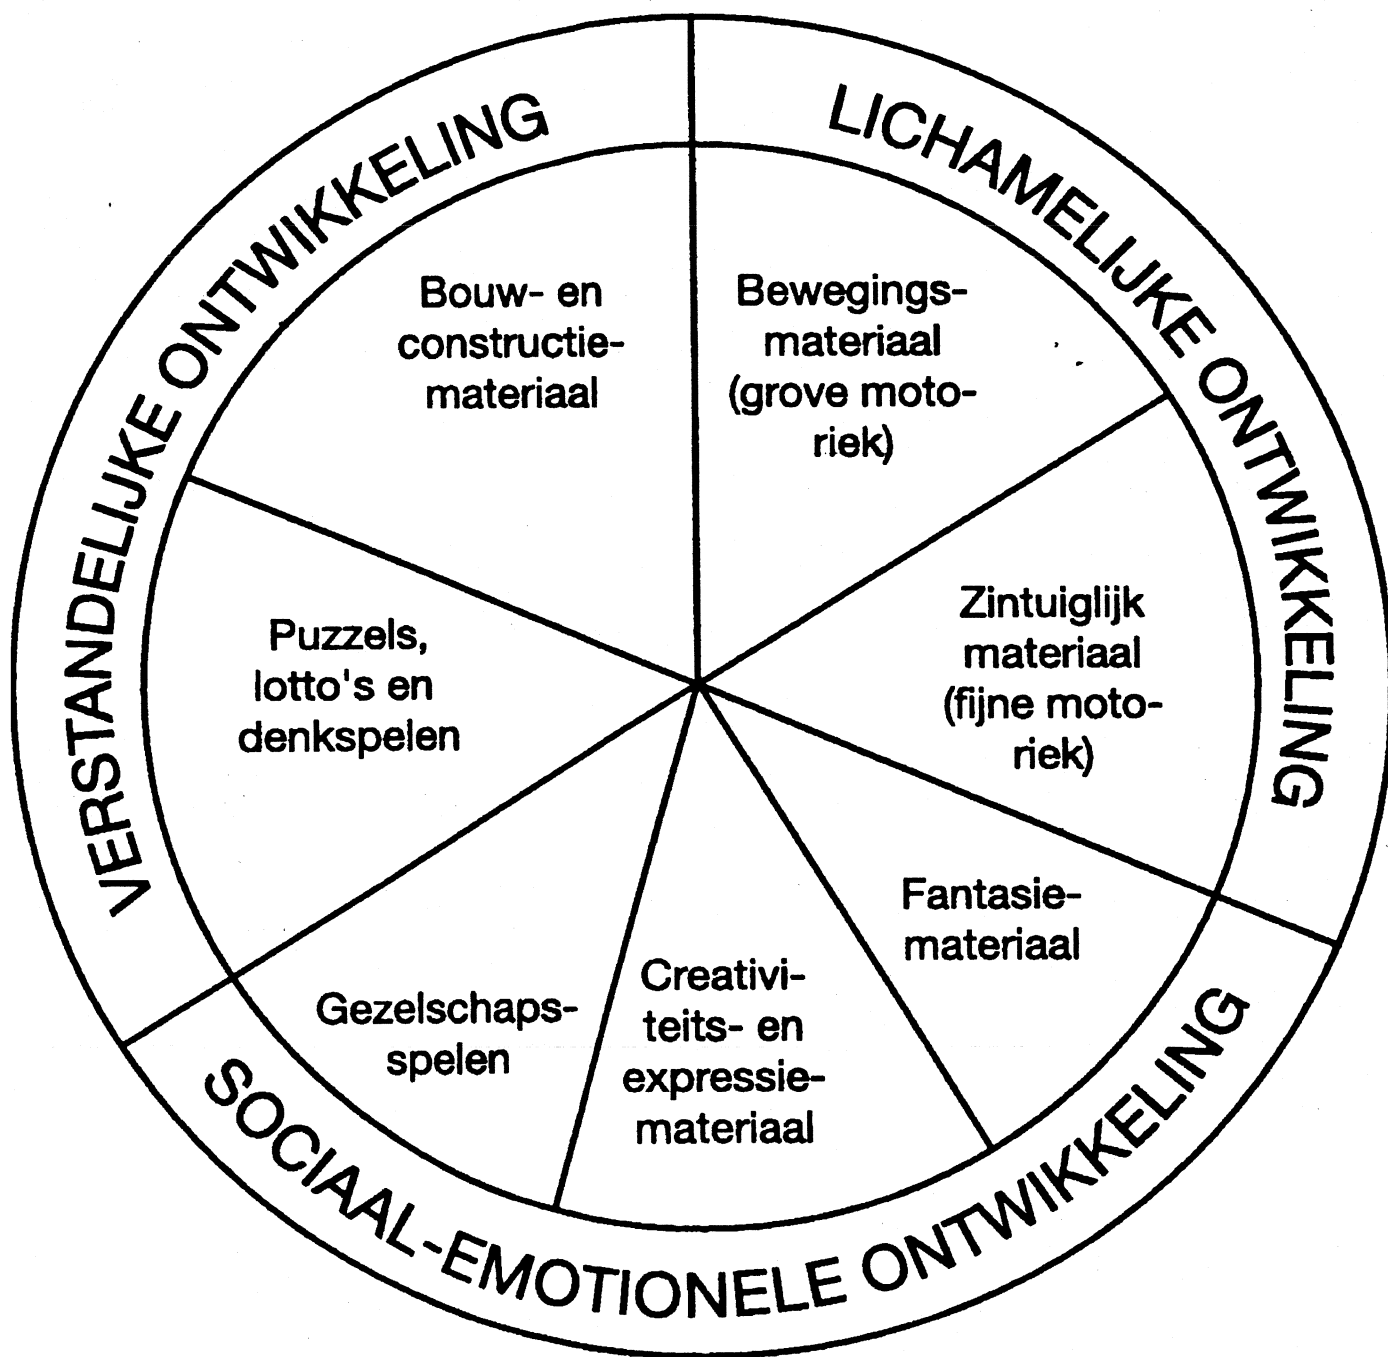 VERSTANDELIJKE ONTWIKKELING
LICHAMELIJKE ONTWIKKELING
Bouw- en
constructie-
materiaal
Bewegings-
materiaal
(grove moto-
riek)
Zintuiglijk
materiaal
(fijne moto-
riek)
Puzzels,
lotto's en
denkspelen
Fantasie-
materiaal
Creativi-
teits- en
expressie-
materiaal
Gezelschaps-
spelen
SOCIAAL-EMOTIONELE ONTWIKKELING